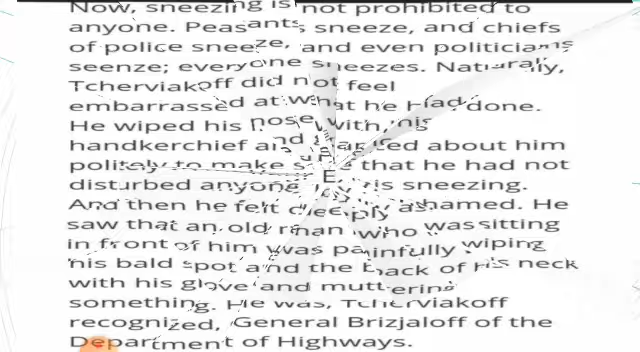 Now, sneezing is not prohibited to
anyone. Peasants sneeze, and chiefs
of police sneeze, and even politicians
seenze; everyone sneezes. Naturally,
Tcherviakoff did not feel
embarrassed at what he had done.
He wiped his nose with his
handkerchief and glanced about him
politely to make sure that he had not
disturbed anyone by his sneezing.
And then he felt deeply ashamed. He
saw that an old man who was sitting
in front of him was painfully wiping
his bald spot and the back of his neck
with his glove and muttering
something. He was, Tcherviakoff
recognized, General Brizjaloff of the
Department of Highways.